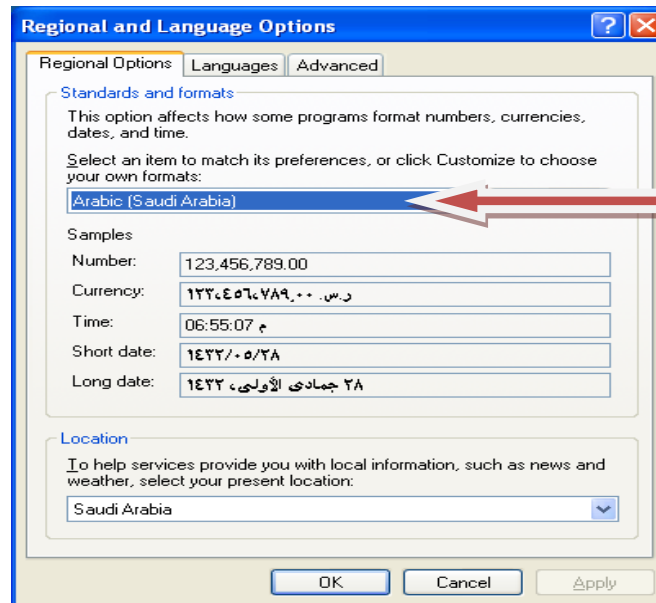 Regional and Language Options
Regional Options Languages Advanced
Standards and formats
This option affects how some programs format numbers, currencies,
dates, and time.
Select an item to match its preferences, or click Customize to choose
your own formats:
Arabic (Saudi Arabia)
Samples
Number: 123,456,789.00
Currency: ر.س. ١٢٣،٤٥٦،٧٨٩,٠٠
Time: 06:55:07 م
Short date: ١٤٣٢/٠٥/٢٨
Long date: ٢٨ جمادى الأولى، ١٤٣٢
Location
To help services provide you with local information, such as news and
weather, select your present location:
Saudi Arabia
OK Cancel Apply